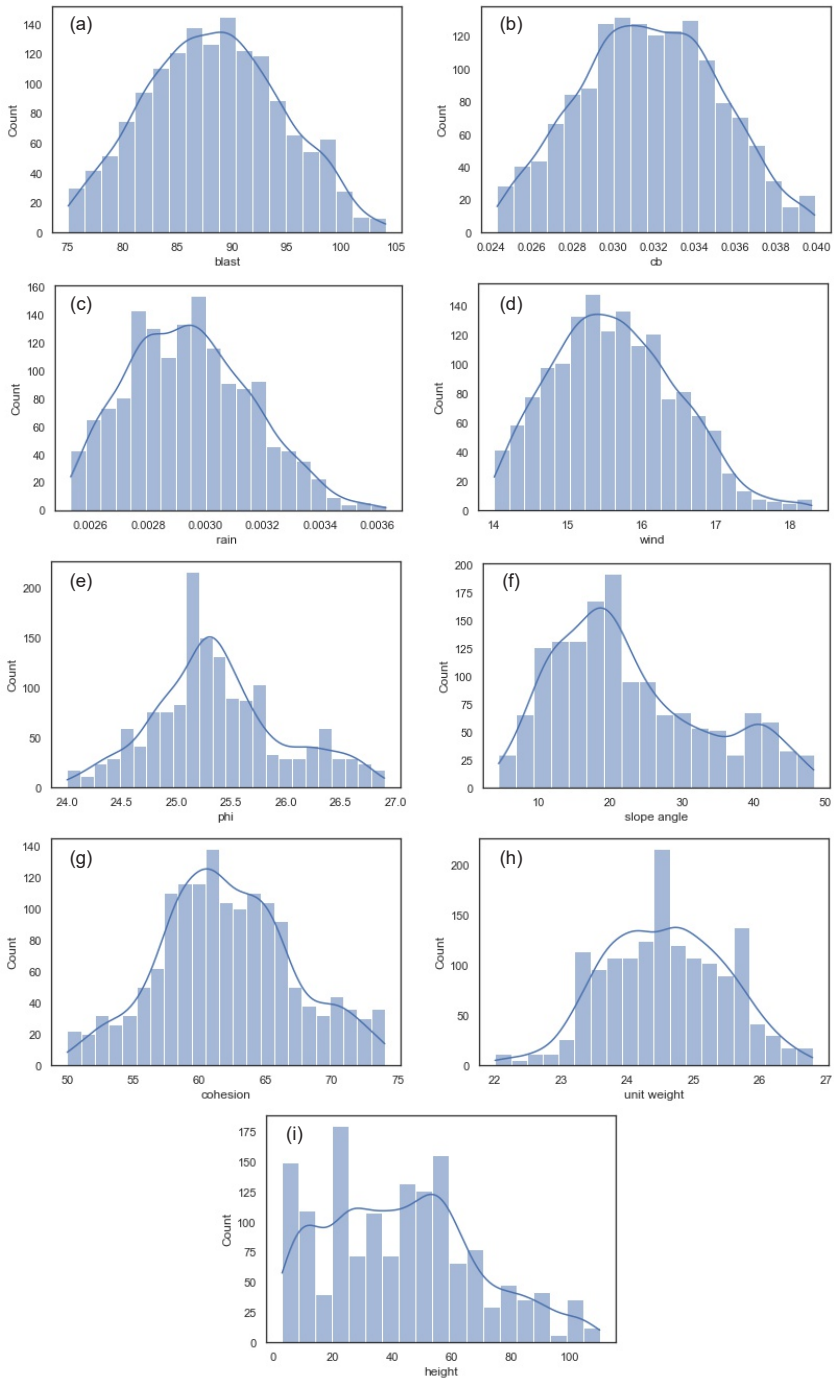 (a)
140
120
100
80
60
40
20
0
Count
75 80 85 90 95 100 105
blast
(b)
120
100
80
60
40
20
0
Count
0.024 0.026 0.028 0.030 0.032 0.034 0.036 0.038 0.040
cb
(c)
160
140
120
100
80
60
40
20
0
Count
0.0026 0.0028 0.0030 0.0032 0.0034 0.0036
rain
(d)
140
120
100
80
60
40
20
0
Count
14 15 16 17 18
wind
(e)
200
150
100
50
0
Count
24.0 24.5 25.0 25.5 26.0 26.5 27.0
phi
(f)
200
175
150
125
100
75
50
25
0
Count
10 20 30 40 50
slope angle
(g)
140
120
100
80
60
40
20
0
Count
50 55 60 65 70 75
cohesion
(h)
200
150
100
50
0
Count
22 23 24 25 26 27
unit weight
(i)
175
150
125
100
75
50
25
0
Count
0 20 40 60 80 100
height